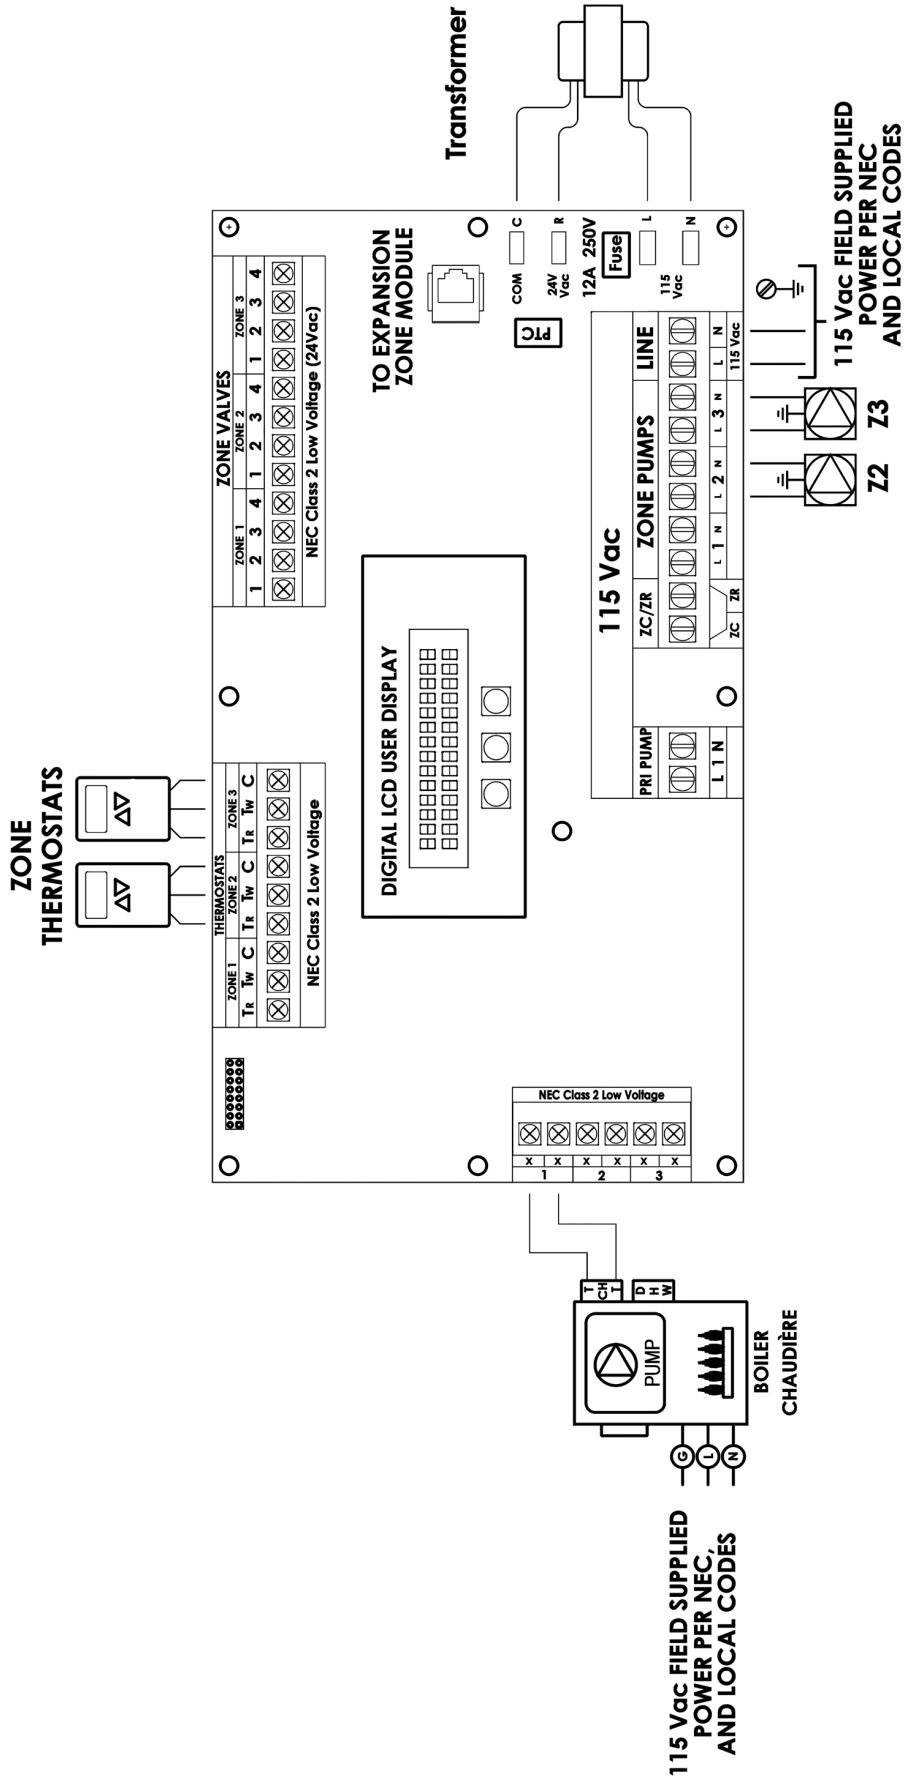 ZONE
THERMOSTATS
THERMOSTATS
ZONE 1
ZONE 2
ZONE 3
TR TW C TR TW C TR TW C
NEC Class 2 Low Voltage
ZONE VALVES
ZONE 1
ZONE 2
ZONE 3
1 2 3 4 1 2 3 4 1 2 3 4
NEC Class 2 Low Voltage (24Vac)
TO EXPANSION
ZONE MODULE
DIGITAL LCD USER DISPLAY
Transformer
COM
C
24V
Vac
R
PTC
12A 250V
Fuse
115
Vac
L
N
NEC Class 2 Low Voltage
X X X X X X
1 2 3
115 Vac
PRI PUMP
ZC/ZR
ZONE PUMPS
LINE
L 1 N
ZC
ZR
L 1 N
L 2 N
L 3 N
L N
115 Vac
Z2
Z3
115 Vac FIELD SUPPLIED
POWER PER NEC
AND LOCAL CODES
T
CH
T
D
H
W
PUMP
BOILER
CHAUDIÈRE
G
L
N
115 Vac FIELD SUPPLIED
POWER PER NEC,
AND LOCAL CODES